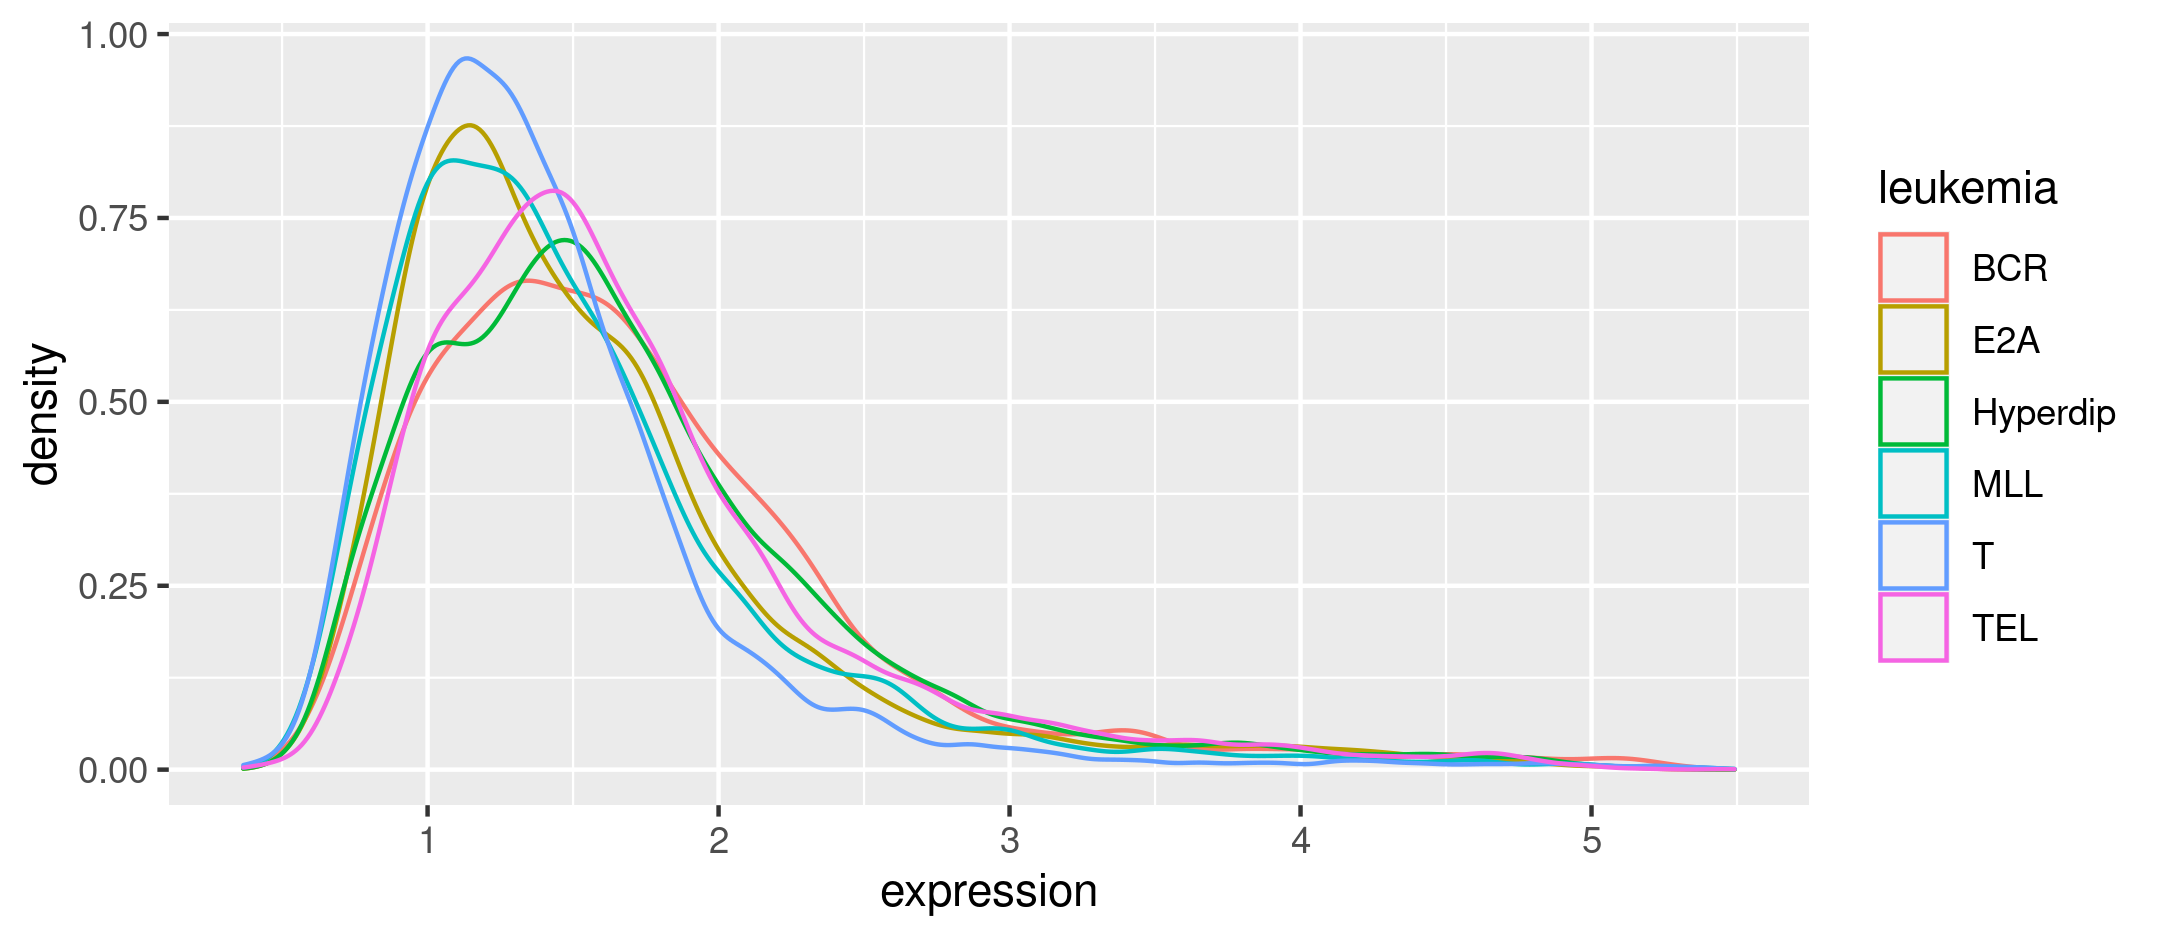 1.00
0.75
0.50
0.25
0.00
density
1 2 3 4 5
expression
leukemia
BCR
E2A
Hyperdip
MLL
T
TEL